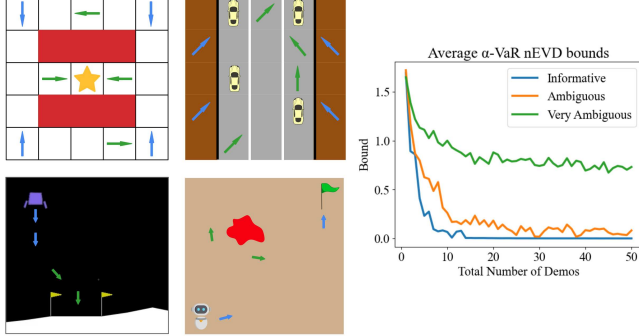 Average α-VaR nEVD bounds
Informative
Ambiguous
Very Ambiguous
Bound
1.5
1.0
0.5
0.0
0
10
20
30
40
50
Total Number of Demos